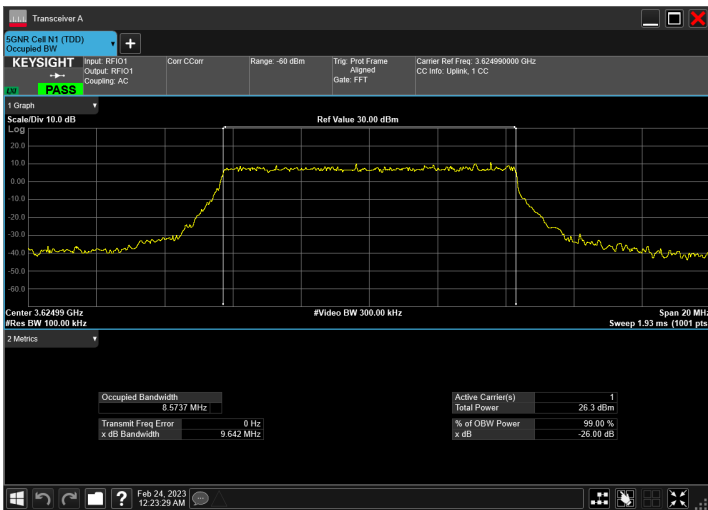 Transceiver A
5GNR Cell N1 (TDD)
Occupied BW
KEYSIGHT
Input: RFIO1
Output: RFIO1
Coupling: AC
Corr CCorr
Range: -60 dBm
Trig: Prot Frame
Aligned
Gate: FFT
Carrier Ref Freq: 3.624990000 GHz
CC Info: Uplink, 1 CC
PASS
1 Graph
Scale/Div 10.0 dB
Ref Value 30.00 dBm
Log
20.0
10.0
0.00
-10.0
-20.0
-30.0
-40.0
-50.0
-60.0
Center 3.62499 GHz
#Video BW 300.00 kHz
Span 20 MHz
#Res BW 100.00 kHz
Sweep 1.93 ms (1001 pts
2 Metrics
Occupied Bandwidth
8.5737 MHz
Transmit Freq Error 0 Hz
x dB Bandwidth 9.642 MHz
Active Carrier(s) 1
Total Power 26.3 dBm
% of OBW Power 99.00 %
x dB -26.00 dB
Feb 24, 2023
12:23:29 AM